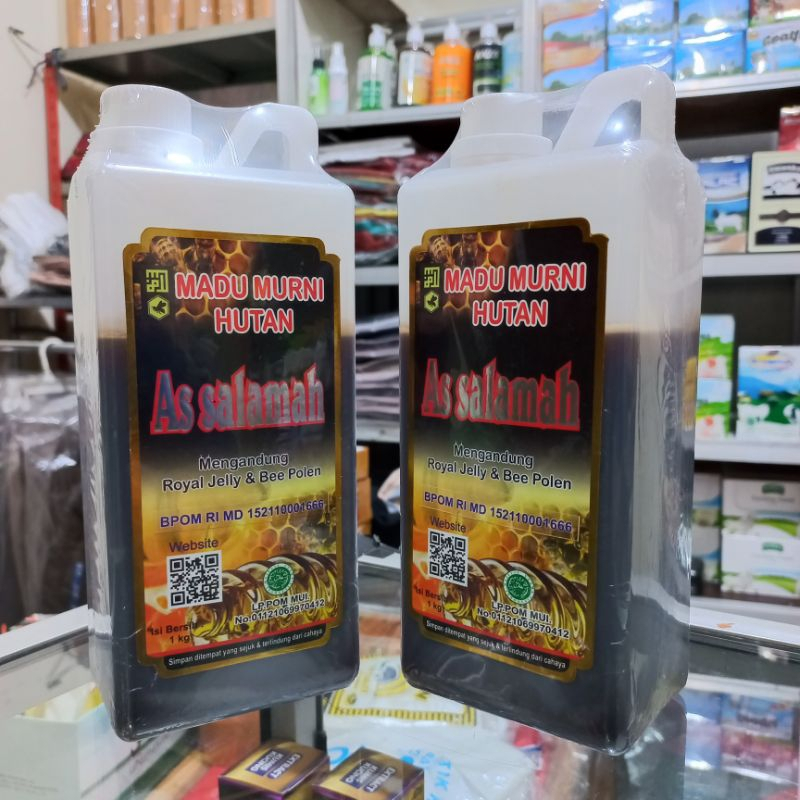 MADU MURNI
HUTAN
As salamah
Mengandung
Royal Jelly & Bee Polen
BPOM RI MD 152110001666
Website
LP.POM MUI.
No.01121069970412
Isi Bersih
1 kg
Simpan ditempat yang sejuk & terlindung dari cahaya
MADU MURNI
HUTAN
As salamah
Mengandung
Royal Jelly & Bee Polen
BPOM RI MD 152110001666
Website
LP.POM MUI.
No.01121069970412
Isi Bersih
1 kg
Simpan ditempat yang sejuk & terlindung dari cahaya
EXTRACT